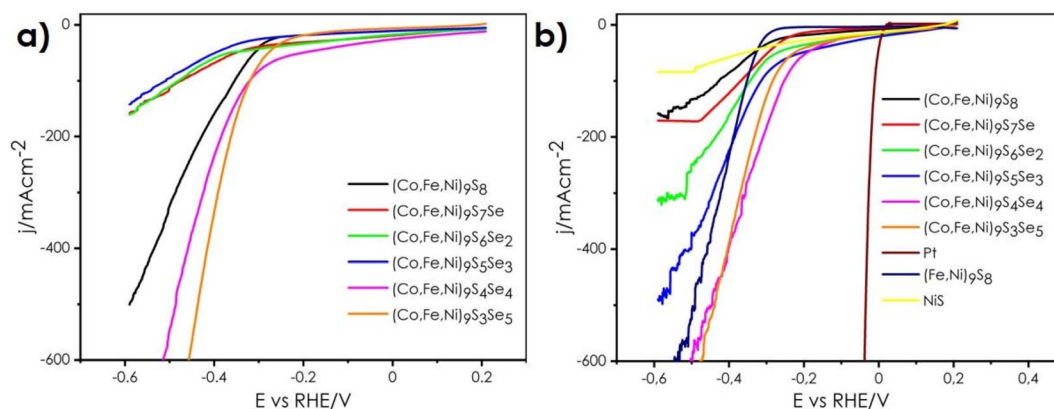 a)
0
-200
-400
-600
j/mAcm-2
(Co,Fe,Ni)9S8
(Co,Fe,Ni)9S7Se
(Co,Fe,Ni)9S6Se2
(Co,Fe,Ni)9S5Se3
(Co,Fe,Ni)9S4Se4
(Co,Fe,Ni)9S3Se5
-0.6 -0.4 -0.2 0 0.2
E vs RHE/V
b)
0
-200
-400
-600
j/mAcm-2
(Co,Fe,Ni)9S8
(Co,Fe,Ni)9S7Se
(Co,Fe,Ni)9S6Se2
(Co,Fe,Ni)9S5Se3
(Co,Fe,Ni)9S4Se4
(Co,Fe,Ni)9S3Se5
Pt
(Fe,Ni)9S8
NiS
-0,6 -0,4 -0,2 0 0,2 0,4
E vs RHE/V